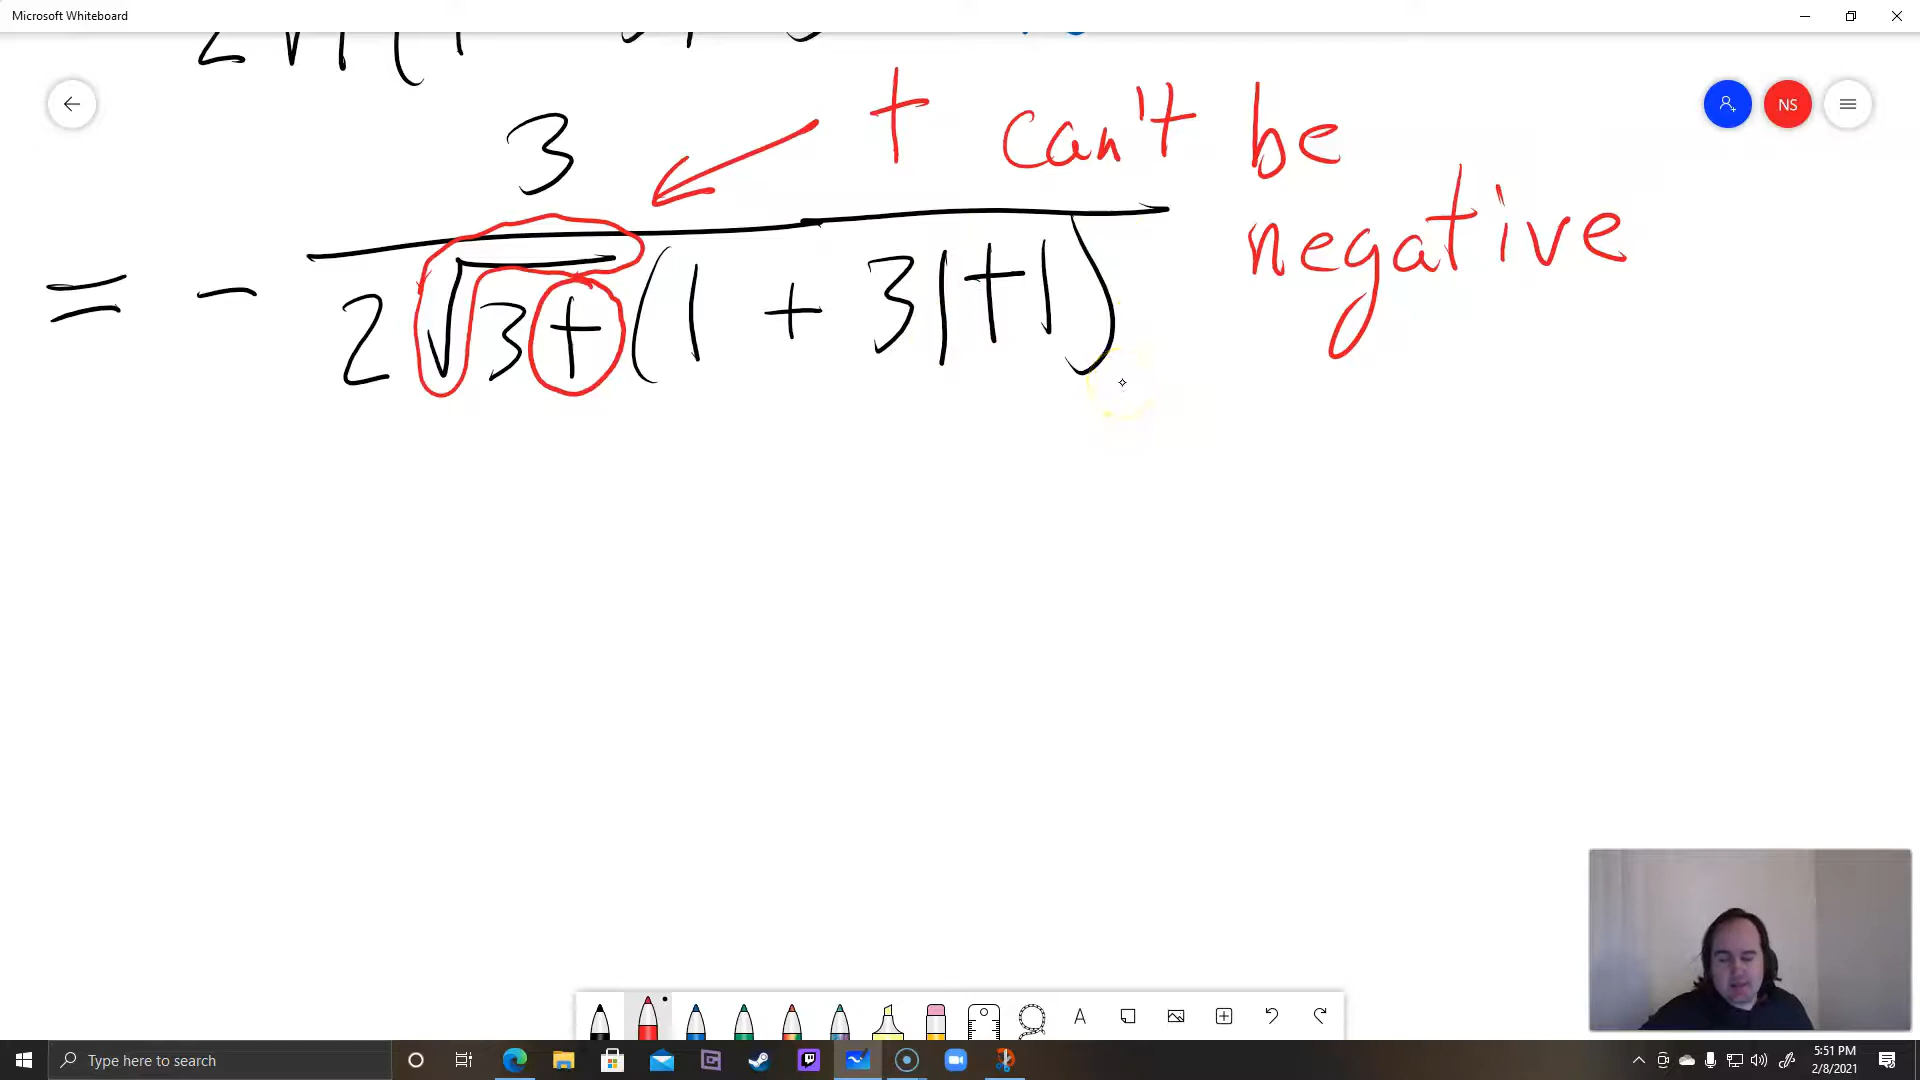 Microsoft Whiteboard
NS
t can't be
negative
= - 3 / 2√3t (1 + 3|t|)
A
Type here to search
5:51 PM
2/8/2021